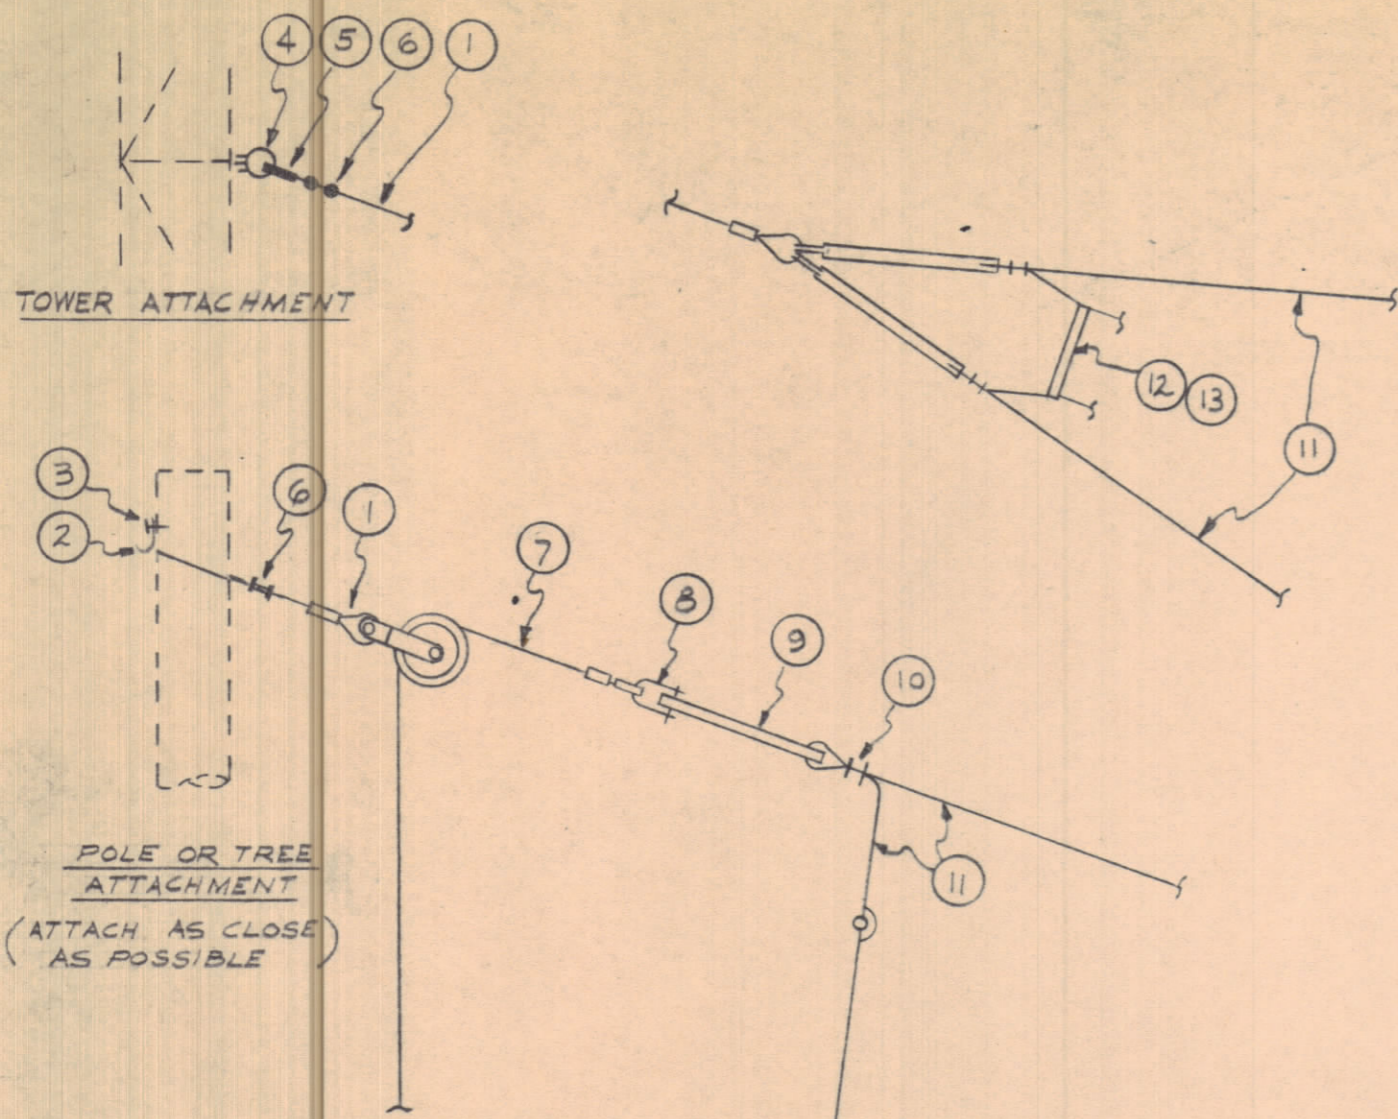 4 5 6 1
TOWER ATTACHMENT
12 13
11
3
6
1
2
7
8
9
10
11
POLE OR TREE
ATTACHMENT
(ATTACH. AS CLOSE
AS POSSIBLE)